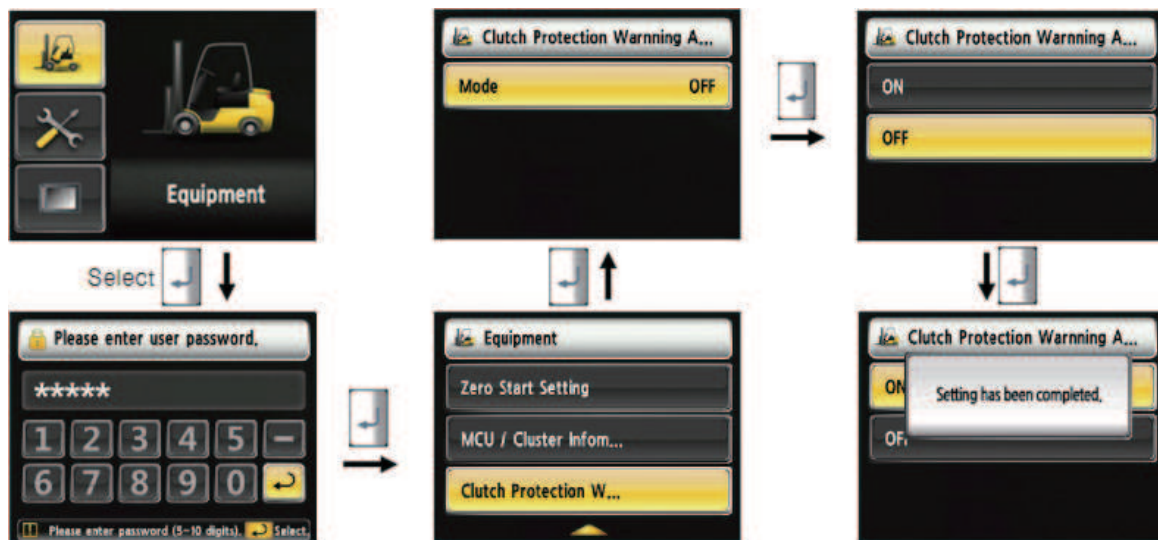 Equipment
Select
Please enter user password,
*****
1 2 3 4 5 -
6 7 8 9 0
Please enter password (5-10 digits). Select.
Equipment
Zero Start Setting
MCU / Cluster Infom...
Clutch Protection W...
Clutch Protection Warnning A...
Mode OFF
Clutch Protection Warnning A...
ON
OFF
Clutch Protection Warnning A...
ON
Setting has been completed,
OF